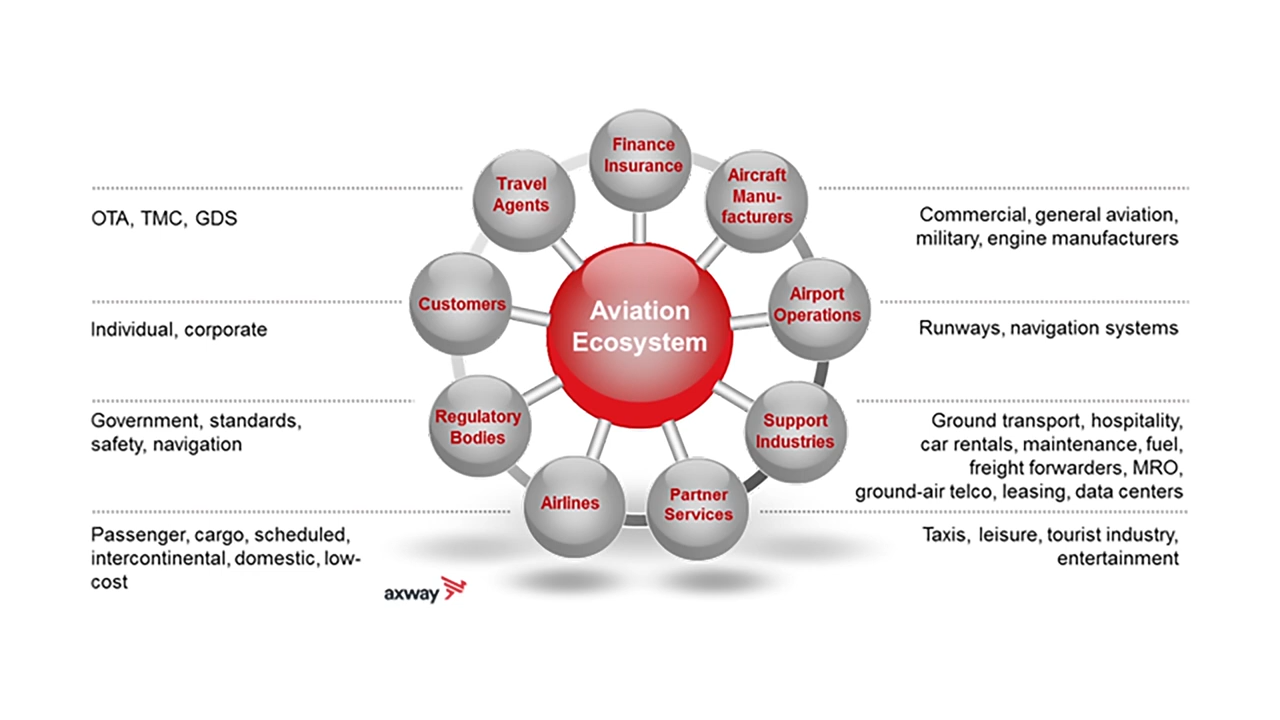 Finance
Insurance
Travel
Agents
Aircraft
Manu-
facturers
OTA, TMC, GDS
Commercial, general aviation,
military, engine manufacturers
Customers
Aviation
Ecosystem
Airport
Operations
Individual, corporate
Runways, navigation systems
Regulatory
Bodies
Support
Industries
Government, standards,
safety, navigation
Ground transport, hospitality,
car rentals, maintenance, fuel,
freight forwarders, MRO,
ground-air telco, leasing, data centers
Airlines
Partner
Services
Passenger, cargo, scheduled,
intercontinental, domestic, low-
cost
Taxis, leisure, tourist industry,
entertainment
axway